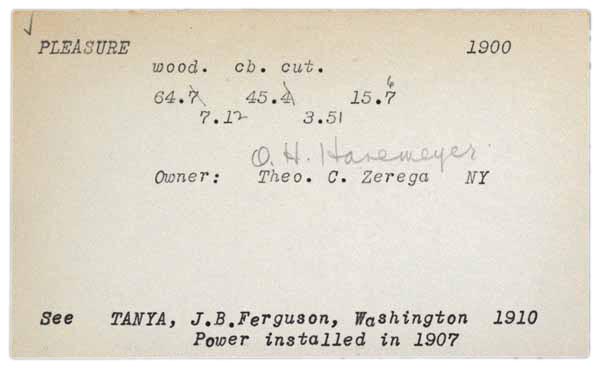 ✓
PLEASURE 1900
wood. cb. cut.
64.7 45.4 15.7 6
7.12 3.51
O. H. Havemeyer.
Owner: Theo. C. Zerega NY
See TANYA, J.B.Ferguson, Washington 1910
Power installed in 1907